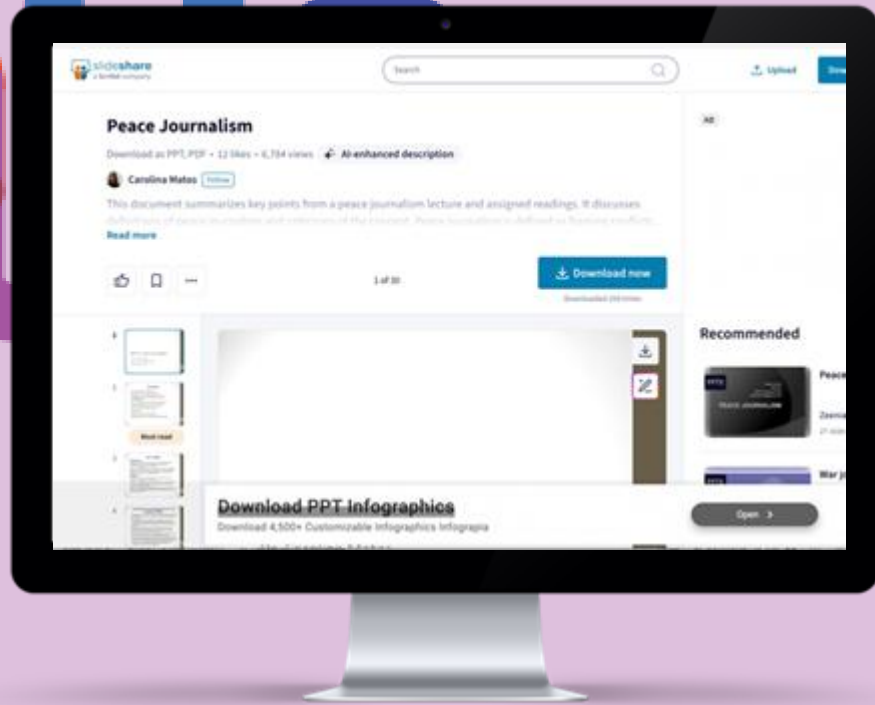 slideshare
a Scribd company
Search
Upload
Peace Journalism
Download as PPT, PDF • 12 likes • 6,784 views
AI-enhanced description
Carolina Matos
Follow
This document summarizes key points from a peace journalism lecture and assigned readings. It discusses
Read more
1 of 30
Download now
Most read
Ad
Recommended
PEACE JOURNALISM
Peace
War
Download PPT Infographics
Download 4,500+ Customizable Infographics Infograpia
Open